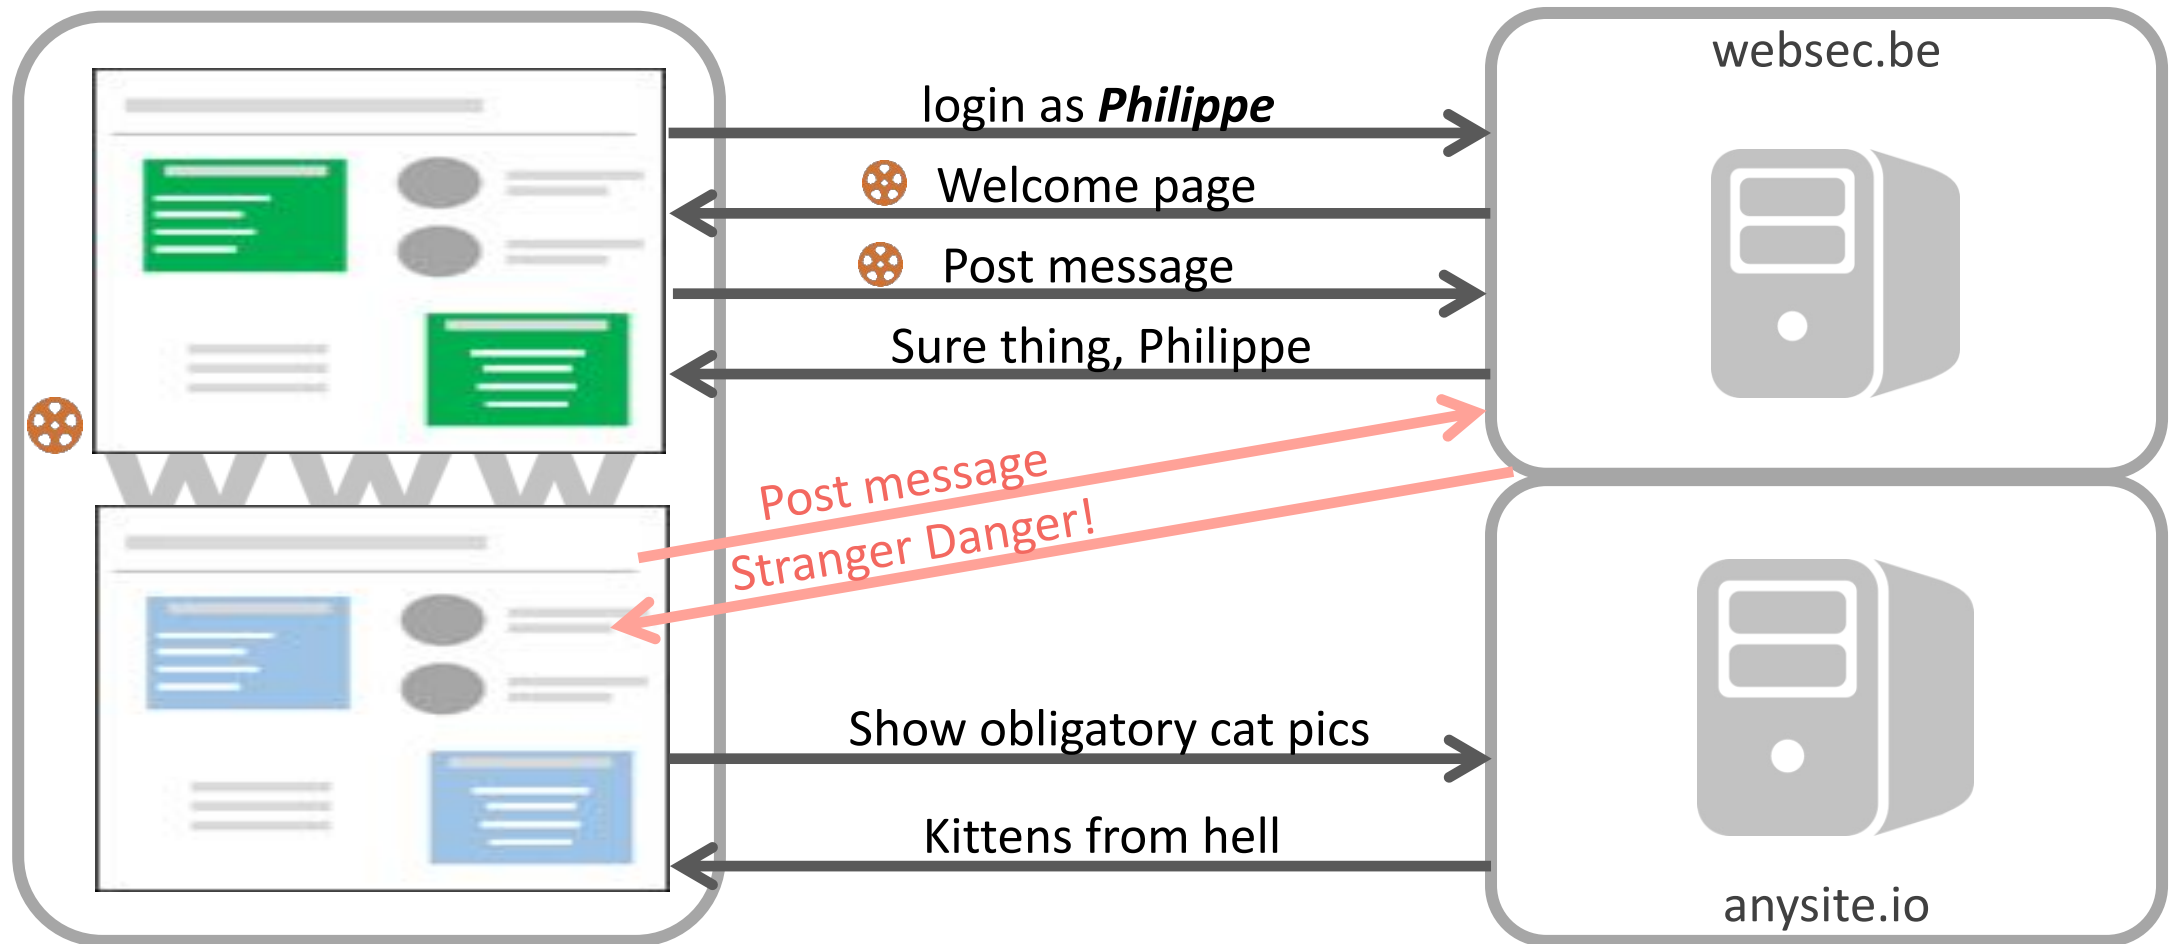 websec.be
login as Philippe
Welcome page
Post message
Sure thing, Philippe
Post message
Stranger Danger!
www
Show obligatory cat pics
Kittens from hell
anysite.io